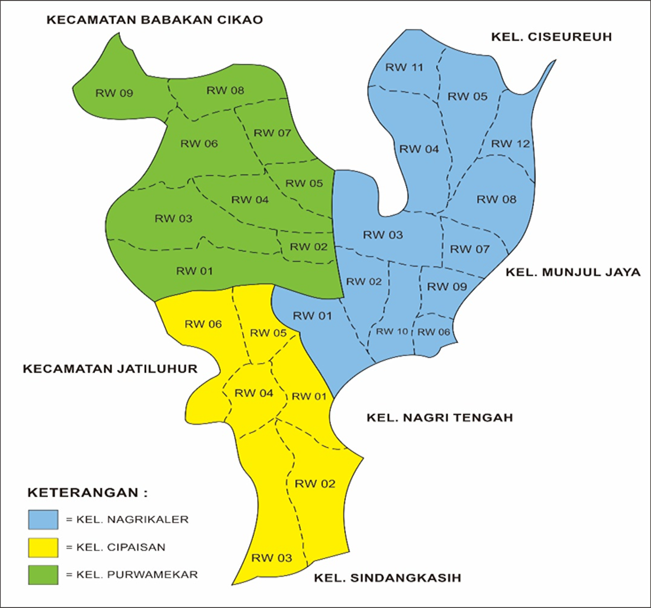 KECAMATAN BABAKAN CIKAO
KEL. CISEUREUH
RW 11
RW 09
RW 08
RW 05
RW 07
RW 06
RW 04
RW 12
RW 05
RW 04
RW 08
RW 03
RW 03
RW 02
RW 07
RW 01
KEL. MUNJUL JAYA
RW 02
RW 09
RW 01
RW 06
RW 05
RW 10
RW 06
KECAMATAN JATILUHUR
RW 04
RW 01
KEL. NAGRI TENGAH
RW 02
KETERANGAN :
= KEL. NAGRIKALER
= KEL. CIPAISAN
RW 03
= KEL. PURWAMEKAR
KEL. SINDANGKASIH